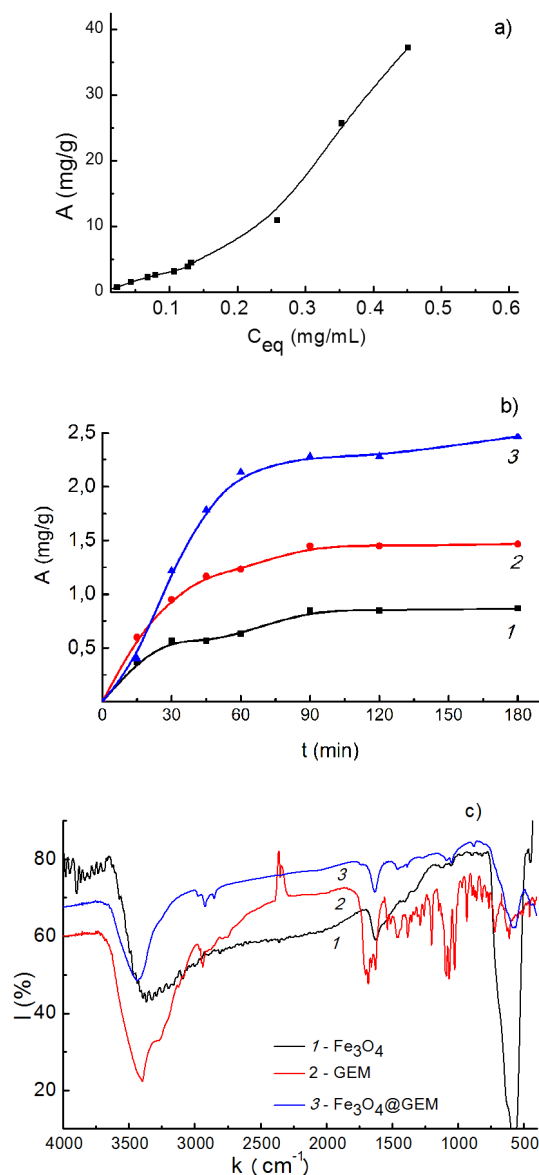 a)
A (mg/g)
40
30
20
10
0
0.1 0.2 0.3 0.4 0.5 0.6
Ceq (mg/mL)
b)
A (mg/g)
2,5
2,0
1,5
1,0
0,5
3
2
1
0 30 60 90 120 150 180
t (min)
c)
I (%)
80
60
40
20
3
2
1
1 - Fe3O4
2 - GEM
3 - Fe3O4@GEM
4000 3500 3000 2500 2000 1500 1000 500
k (cm-1)